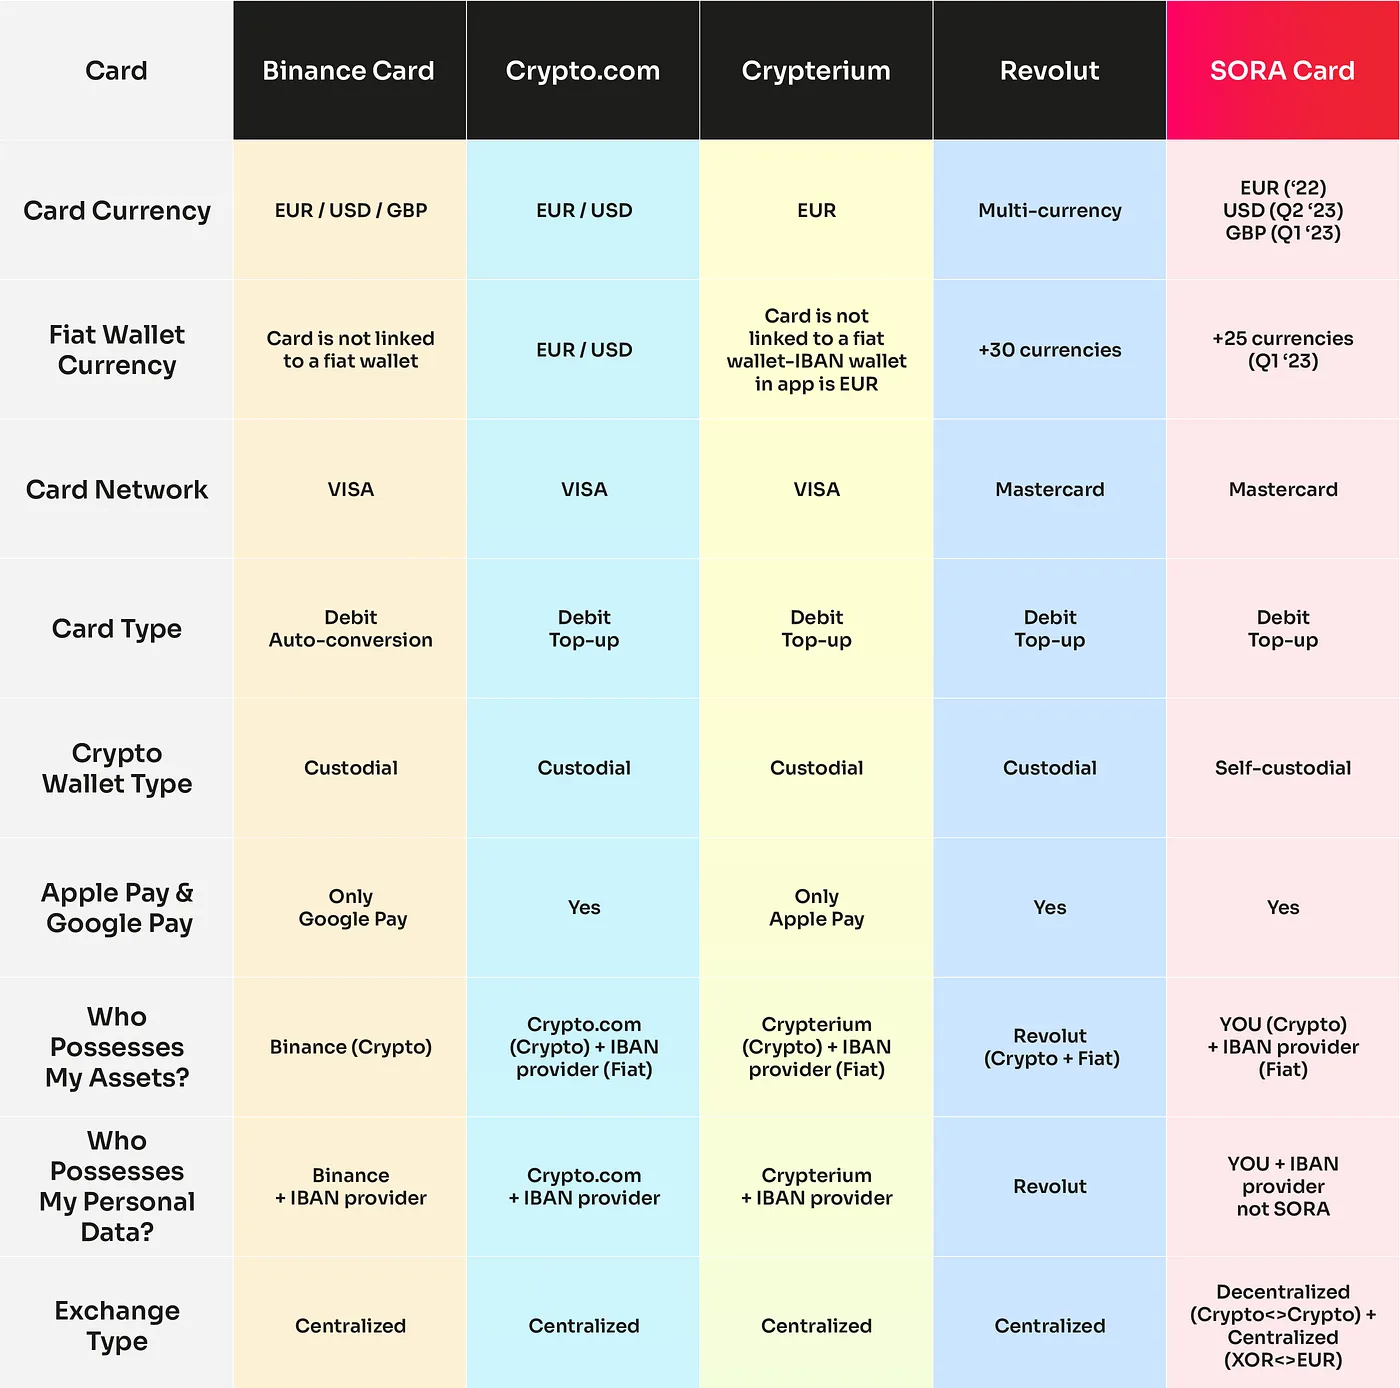 Card
Binance Card
Crypto.com
Crypterium
Revolut
SORA Card
Card Currency
EUR / USD / GBP
EUR / USD
EUR
Multi-currency
EUR (‘22)
USD (Q2 ‘23)
GBP (Q1 ‘23)
Fiat Wallet
Currency
Card is not linked
to a fiat wallet
EUR / USD
Card is not
linked to a fiat
wallet-IBAN wallet
in app is EUR
+30 currencies
+25 currencies
(Q1 ‘23)
Card Network
VISA
VISA
VISA
Mastercard
Mastercard
Card Type
Debit
Auto-conversion
Debit
Top-up
Debit
Top-up
Debit
Top-up
Debit
Top-up
Crypto
Wallet Type
Custodial
Custodial
Custodial
Custodial
Self-custodial
Apple Pay &
Google Pay
Only
Google Pay
Yes
Only
Apple Pay
Yes
Yes
Who
Possesses
My Assets?
Binance (Crypto)
Crypto.com
(Crypto) + IBAN
provider (Fiat)
Crypterium
(Crypto) + IBAN
provider (Fiat)
Revolut
(Crypto + Fiat)
YOU (Crypto)
+ IBAN provider
(Fiat)
Who
Possesses
My Personal
Data?
Binance
+ IBAN provider
Crypto.com
+ IBAN provider
Crypterium
+ IBAN provider
Revolut
YOU + IBAN
provider
not SORA
Exchange
Type
Centralized
Centralized
Centralized
Centralized
Decentralized
(Crypto<>Crypto) +
Centralized
(XOR<>EUR)